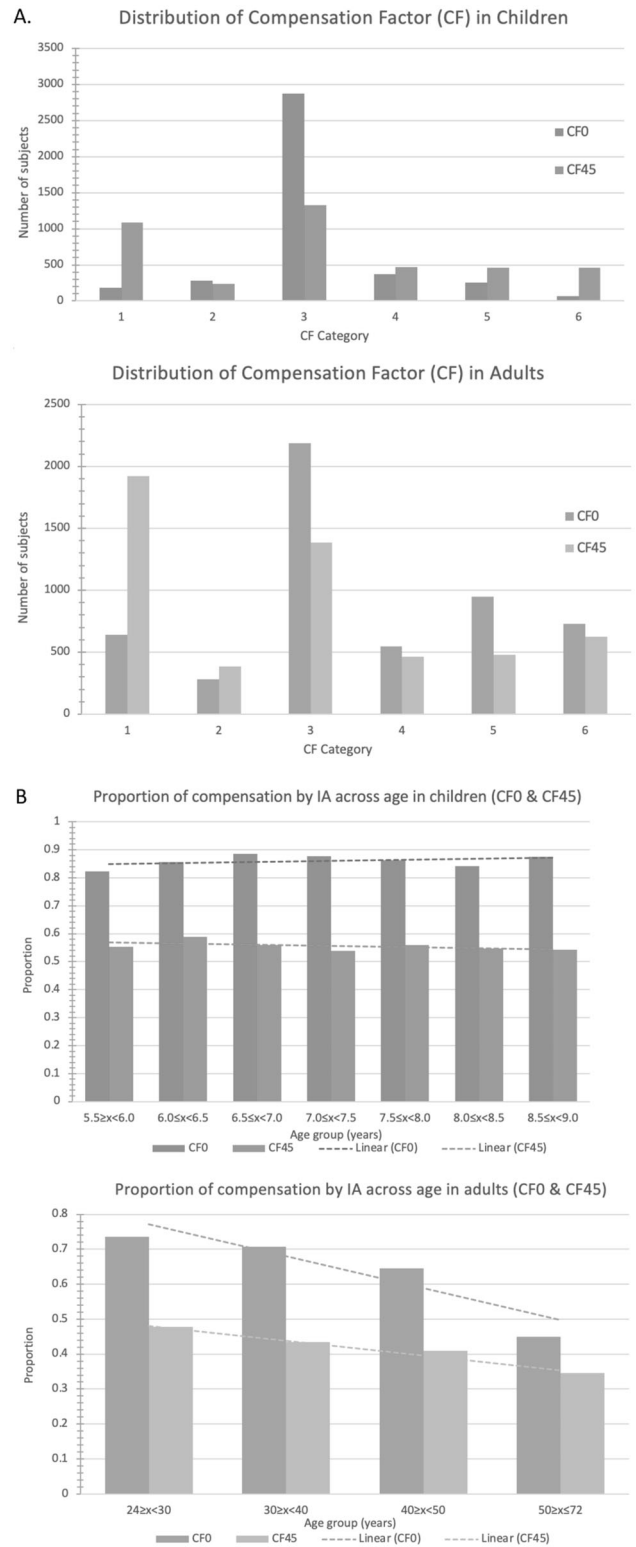 A.
Distribution of Compensation Factor (CF) in Children
3500
3000
2500
2000
1500
1000
500
0
Number of subjects
CF0
CF45
1 2 3 4 5 6
CF Category
Distribution of Compensation Factor (CF) in Adults
2500
2000
1500
1000
500
0
Number of subjects
CF0
CF45
1 2 3 4 5 6
CF Category
B
Proportion of compensation by IA across age in children (CF0 & CF45)
1
0.9
0.8
0.7
0.6
0.5
0.4
0.3
0.2
0.1
0
Proportion
5.5≥x<6.0 6.0≤x<6.5 6.5≤x<7.0 7.0≤x<7.5 7.5≤x<8.0 8.0≤x<8.5 8.5≤x<9.0
Age group (years)
CF0 CF45 Linear (CF0) Linear (CF45)
Proportion of compensation by IA across age in adults (CF0 & CF45)
0.8
0.7
0.6
0.5
0.4
0.3
0.2
0.1
0
Proportion
24≥x<30 30≥x<40 40≥x<50 50≥x≤72
Age group (years)
CF0 CF45 Linear (CF0) Linear (CF45)